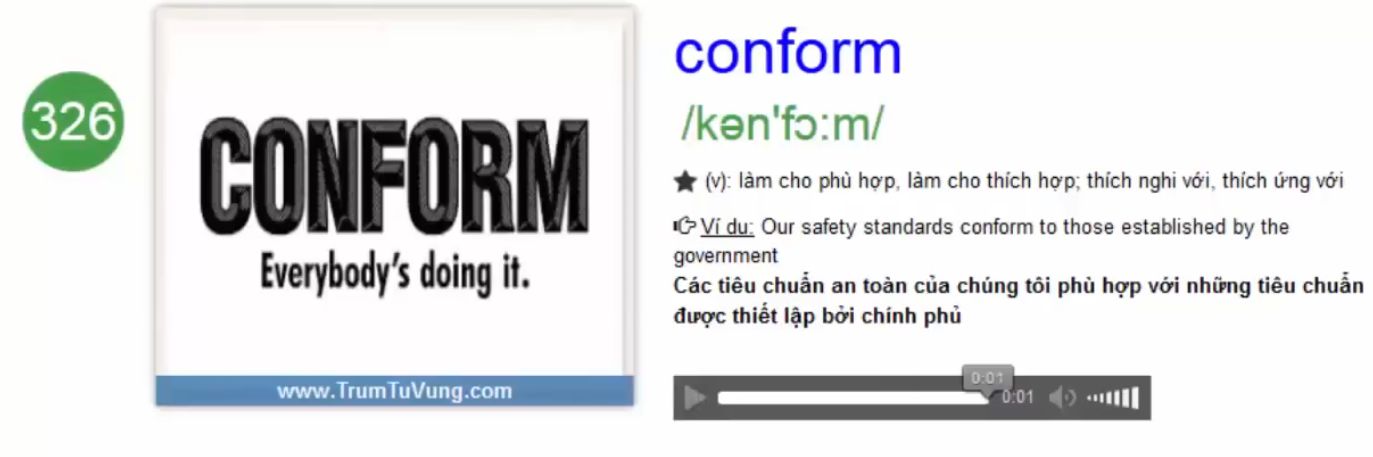 326
CONFORM
Everybody's doing it.
www.TrumTuVung.com
conform
/kən'fɔ:m/
★ (v): làm cho phù hợp, làm cho thích hợp; thích nghi với, thích ứng với
Ví du: Our safety standards conform to those established by the
government
Các tiêu chuẩn an toàn của chúng tôi phù hợp với những tiêu chuẩn
được thiết lập bởi chính phủ
0:01
0:01